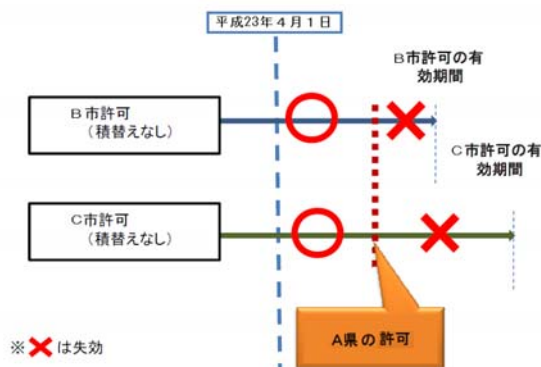 平成23年４月１日
Ｂ市許可の有
効期間
Ｂ市許可
（積替えなし）
Ｃ市許可の有
効期間
Ｃ市許可
（積替えなし）
Ａ県の許可
※❌は失効